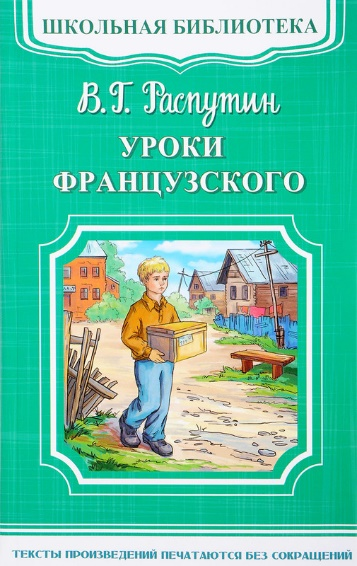 ШКОЛЬНАЯ БИБЛИОТЕКА
В.Г. Распутин
УРОКИ
ФРАНЦУЗСКОГО
ТЕКСТЫ ПРОИЗВЕДЕНИЙ ПЕЧАТАЮТСЯ БЕЗ СОКРАЩЕНИЙ